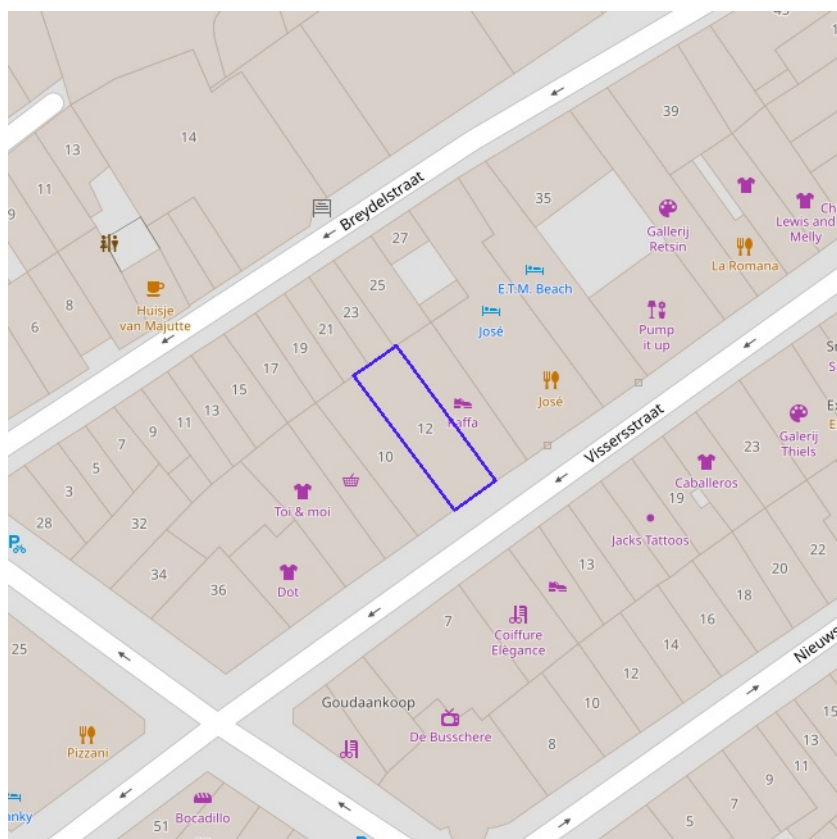 39
13
14
11
9
35
Breydelstraat
27
Gallerij
Retsin
Lewis and
Melly
La Romana
E.T.M. Beach
25
8
Huisje
van Majutte
6
23
21
José
Pump
it up
19
17
José
15
13
11
9
7
5
3
12
Raffa
Vissersstraat
10
23
Galerij
Thiels
Caballeros
19
Toi & moi
28
32
P
Jacks Tattoos
22
13
34
36
Dot
20
18
16
7
Coiffure
Elègance
14
Nieuws
12
25
10
Goudaankoop
De Busschere
8
15
13
11
9
7
5
Pizzani
Bocadillo
51
anky